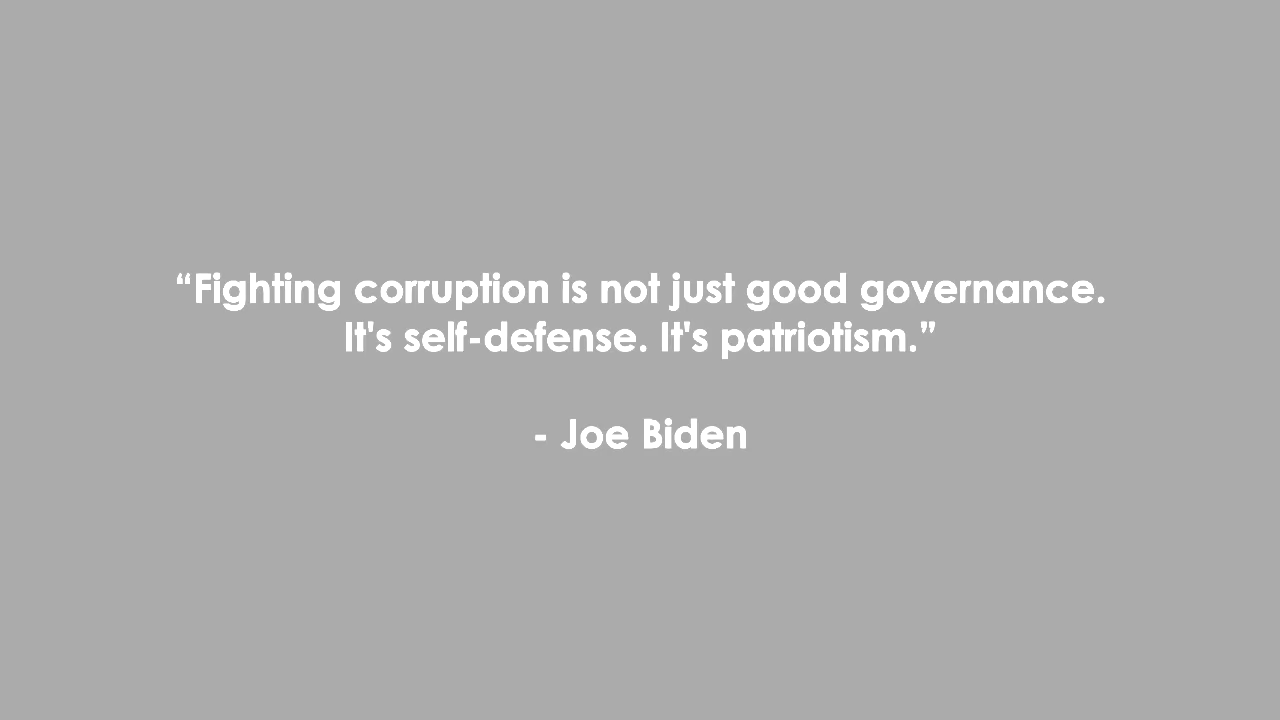 “Fighting corruption is not just good governance.
It's self-defense. It's patriotism.”
- Joe Biden